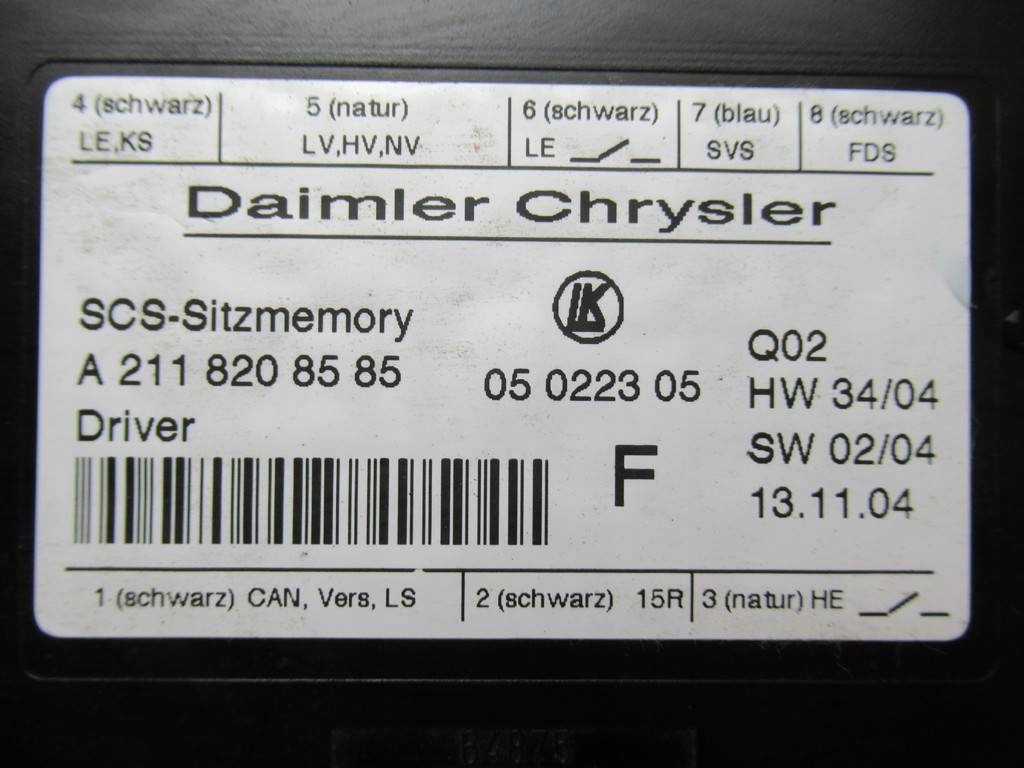 4 (schwarz) 5 (natur) 6 (schwarz) 7 (blau) 8 (schwarz)
LE,KS LV,HV,NV LE SVS FDS
Daimler Chrysler
LK
SCS-Sitzmemory
A 211 820 85 85
Driver
05 0223 05
F
Q02
HW 34/04
SW 02/04
13.11.04
1 (schwarz) CAN, Vers, LS 2 (schwarz) 15R 3 (natur) HE